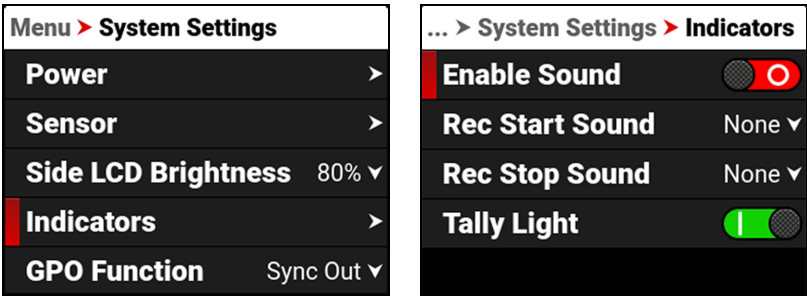 Menu ➤ System Settings
Power
Sensor
Side LCD Brightness 80%
Indicators
GPO Function Sync Out
... ➤ System Settings ➤ Indicators
Enable Sound
Rec Start Sound None
Rec Stop Sound None
Tally Light